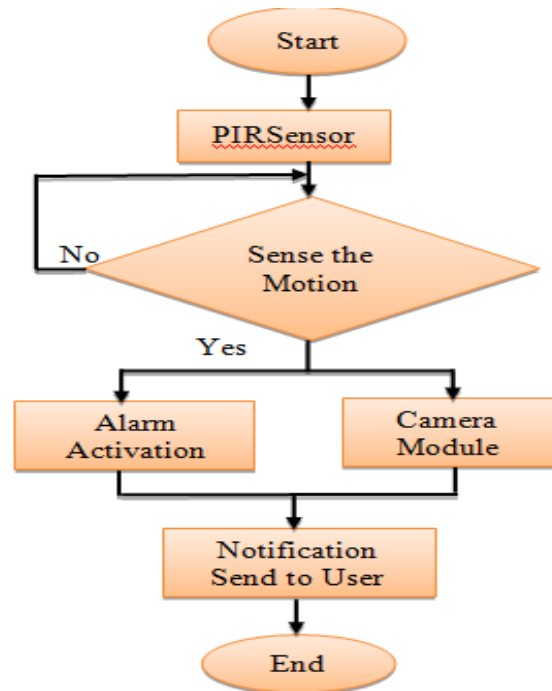 Start
PIRSensor
No
Sense the
Motion
Yes
Alarm
Activation
Camera
Module
Notification
Send to User
End